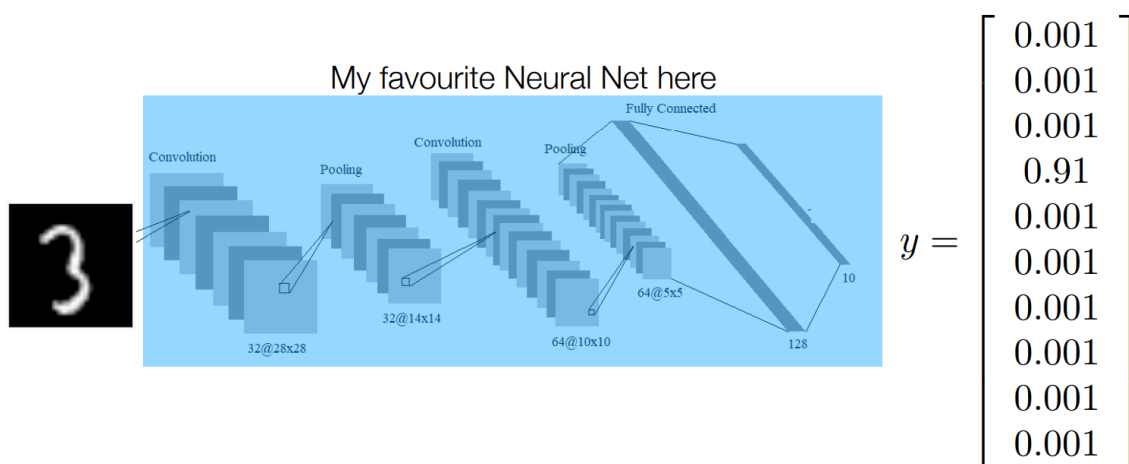 My favourite Neural Net here
Convolution
Pooling
Convolution
Pooling
Fully Connected
32@28x28
32@14x14
64@10x10
64@5x5
128
10
3
y =
0.001
0.001
0.001
0.91
0.001
0.001
0.001
0.001
0.001
0.001